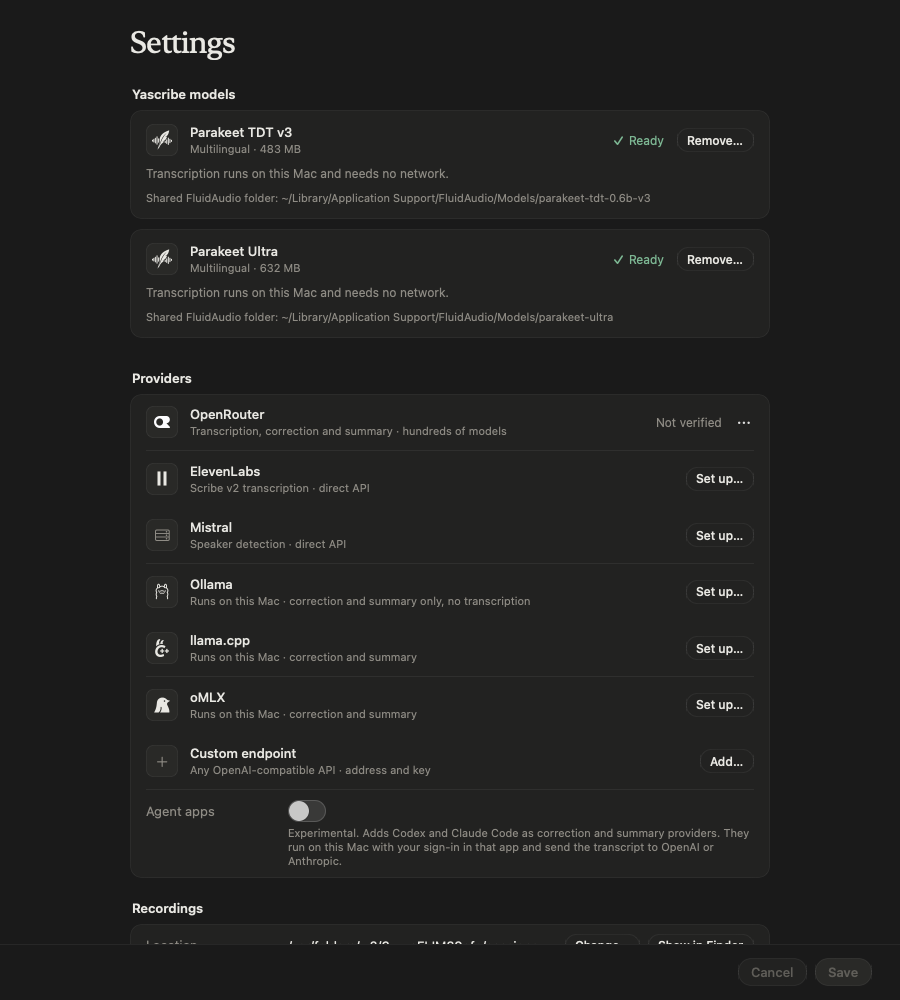 Settings
Yascribe models
Parakeet TDT v3
Multilingual · 483 MB
✓ Ready
Remove...
Transcription runs on this Mac and needs no network.
Shared FluidAudio folder: ~/Library/Application Support/FluidAudio/Models/parakeet-tdt-0.6b-v3
Parakeet Ultra
Multilingual · 632 MB
✓ Ready
Remove...
Transcription runs on this Mac and needs no network.
Shared FluidAudio folder: ~/Library/Application Support/FluidAudio/Models/parakeet-ultra
Providers
OpenRouter
Transcription, correction and summary · hundreds of models
Not verified
ElevenLabs
Scribe v2 transcription · direct API
Set up...
Mistral
Speaker detection · direct API
Set up...
Ollama
Runs on this Mac · correction and summary only, no transcription
Set up...
llama.cpp
Runs on this Mac · correction and summary
Set up...
oMLX
Runs on this Mac · correction and summary
Set up...
Custom endpoint
Any OpenAI-compatible API · address and key
Add...
Agent apps
Experimental. Adds Codex and Claude Code as correction and summary providers. They
run on this Mac with your sign-in in that app and send the transcript to OpenAI or
Anthropic.
Recordings
Location
Change...
Show in Finder
Cancel
Save